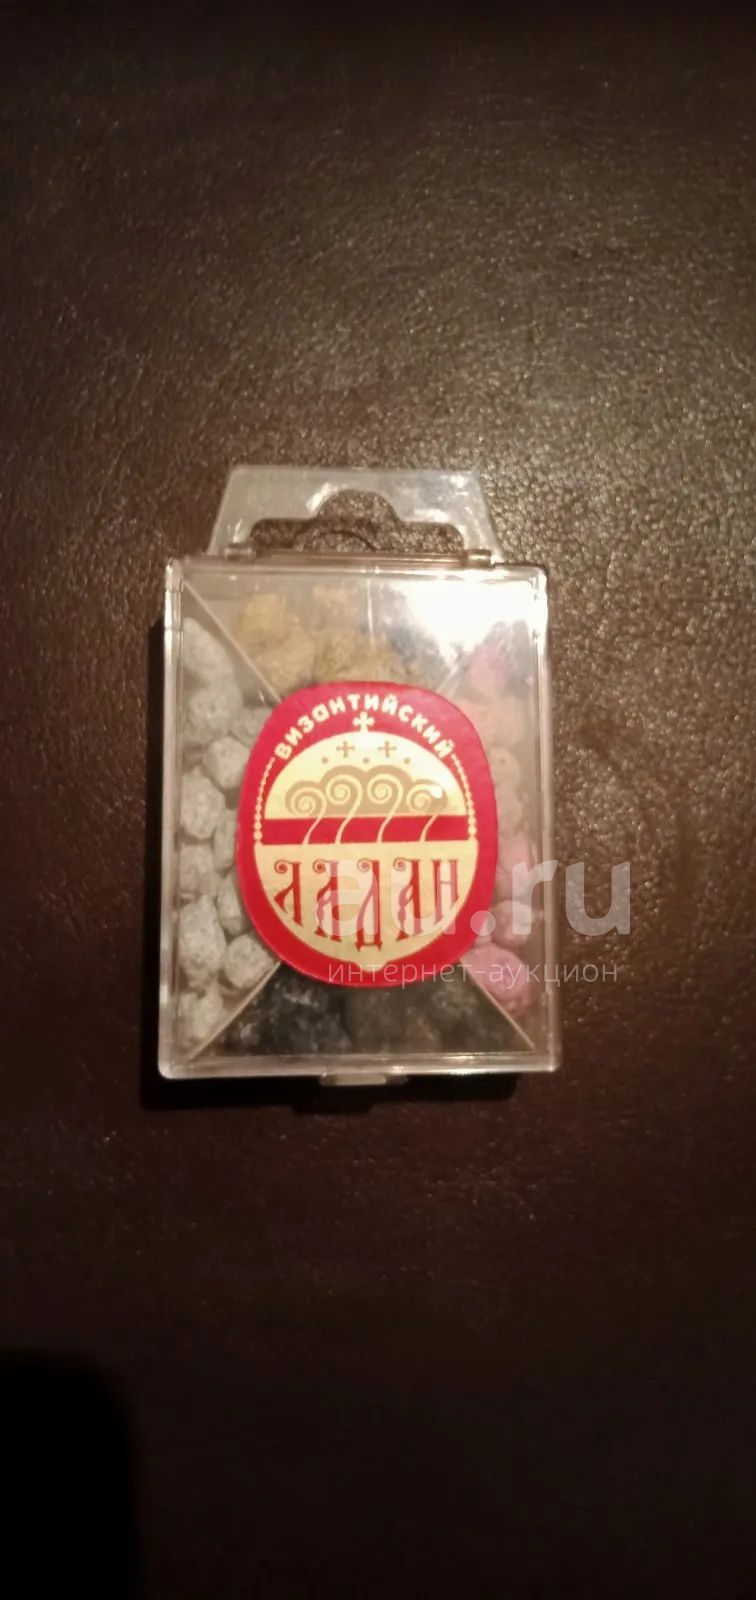 византийский
ладан
au.ru
интернет-аукцион